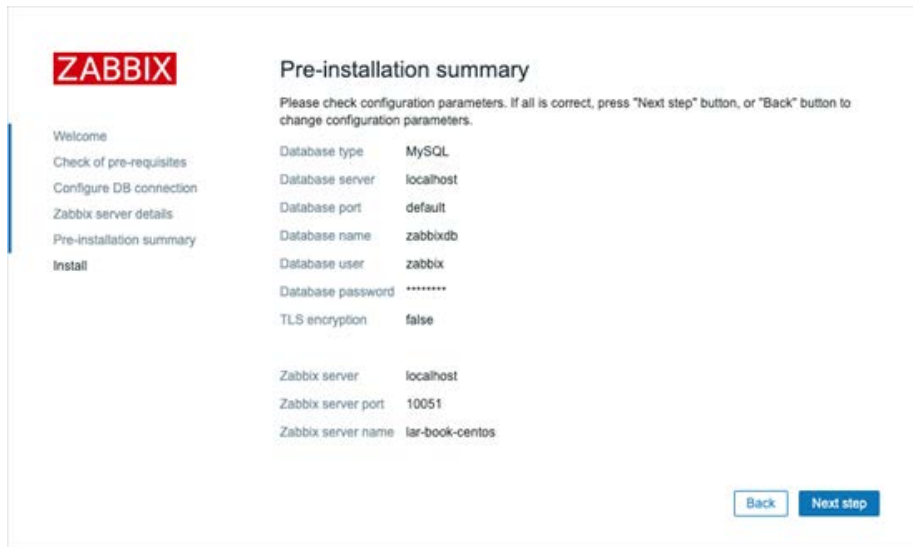 ZABBIX
Welcome
Check of pre-requisites
Configure DB connection
Zabbix server details
Pre-installation summary
Install
Pre-installation summary
Please check configuration parameters. If all is correct, press "Next step" button, or "Back" button to
change configuration parameters.
Database type MySQL
Database server localhost
Database port default
Database name zabbixdb
Database user zabbix
Database password ********
TLS encryption false
Zabbix server localhost
Zabbix server port 10051
Zabbix server name lar-book-centos
Back Next step